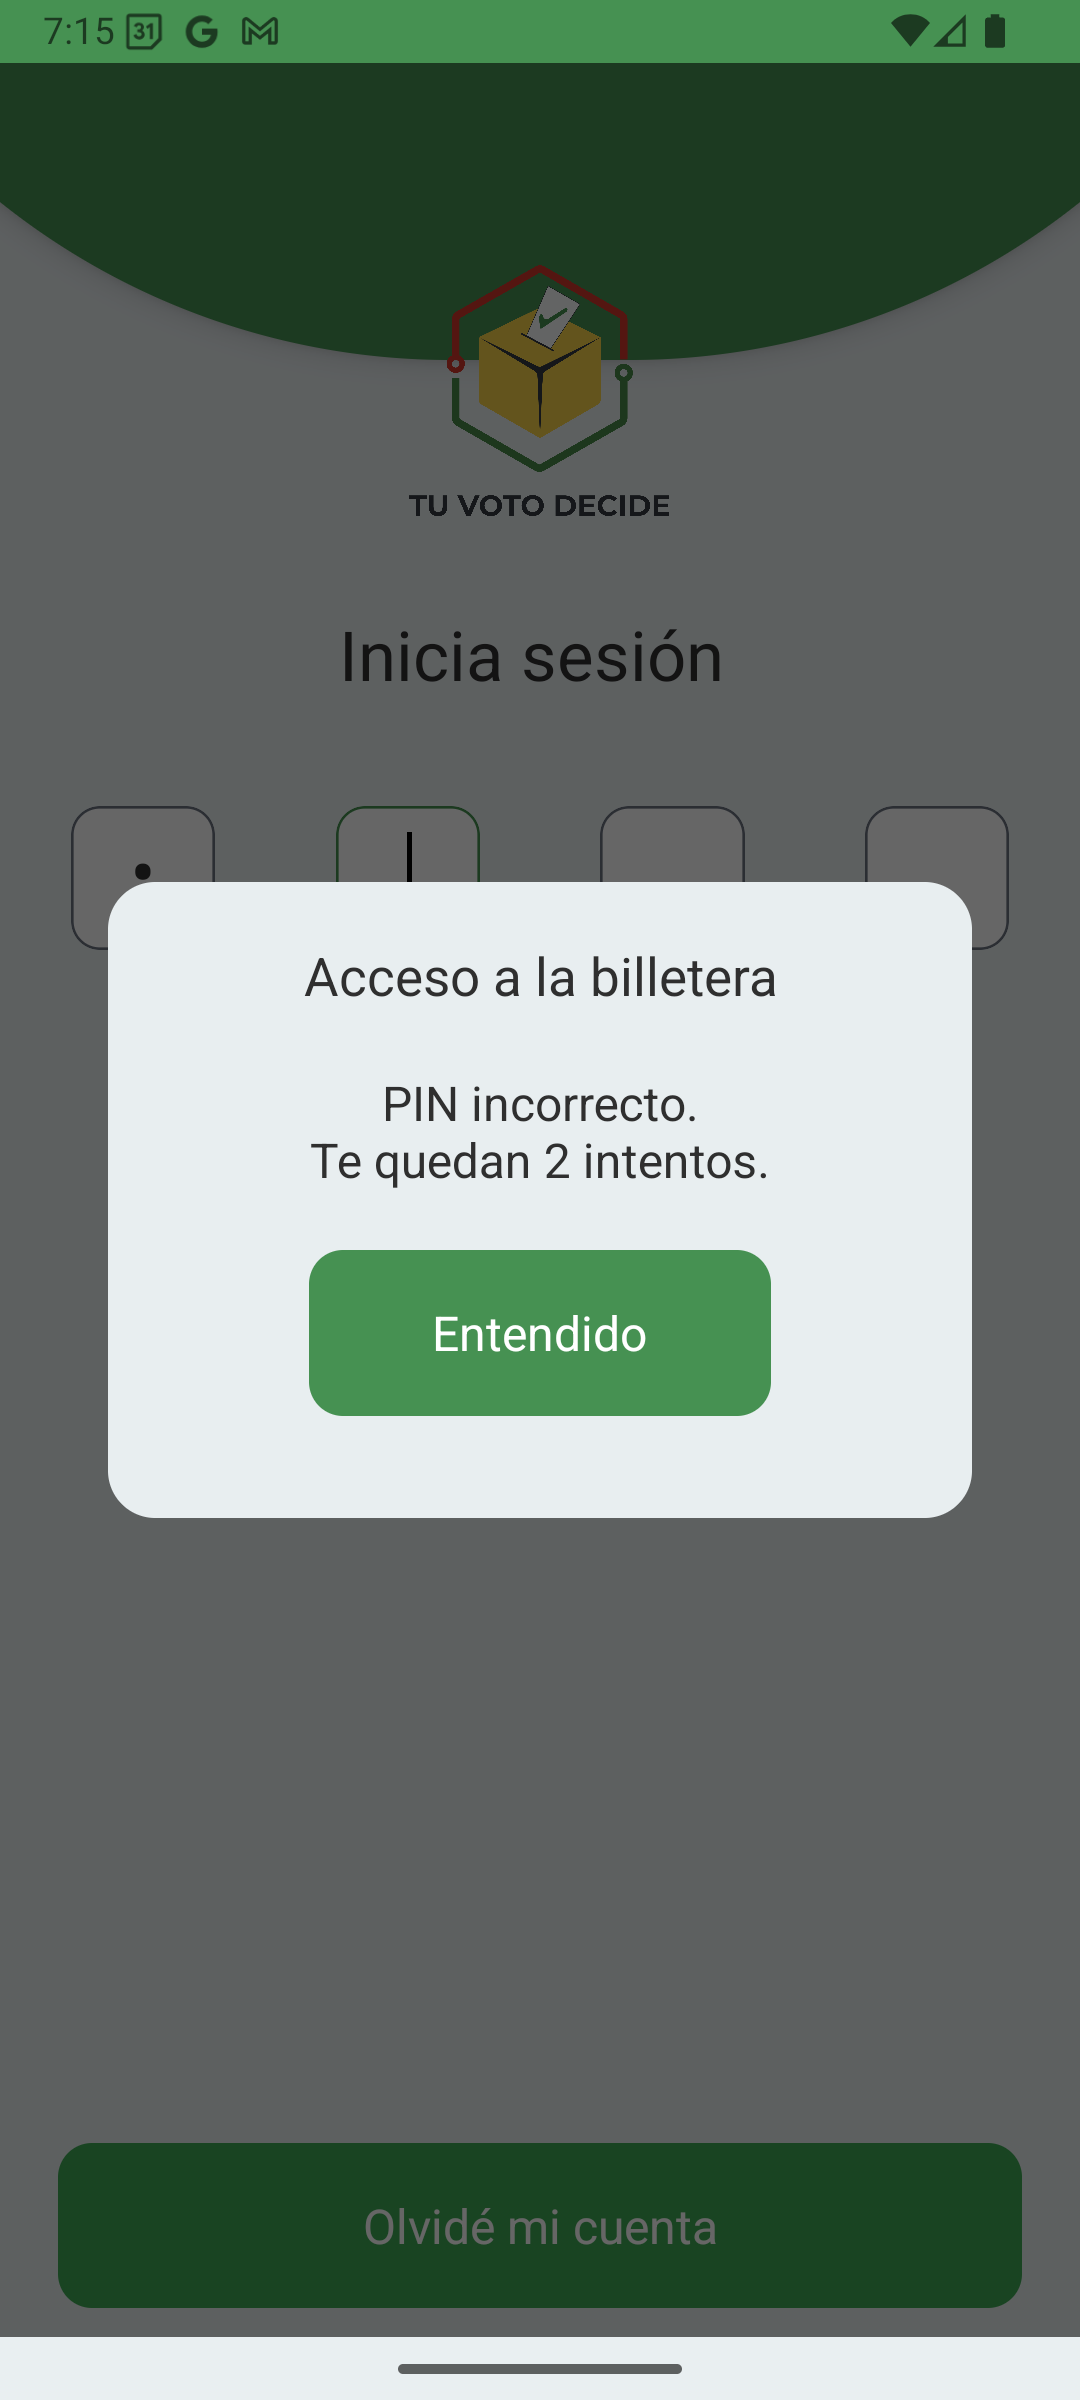 7:15 31
TU VOTO DECIDE
Inicia sesión
Acceso a la billetera
PIN incorrecto.
Te quedan 2 intentos.
Entendido
Olvidé mi cuenta